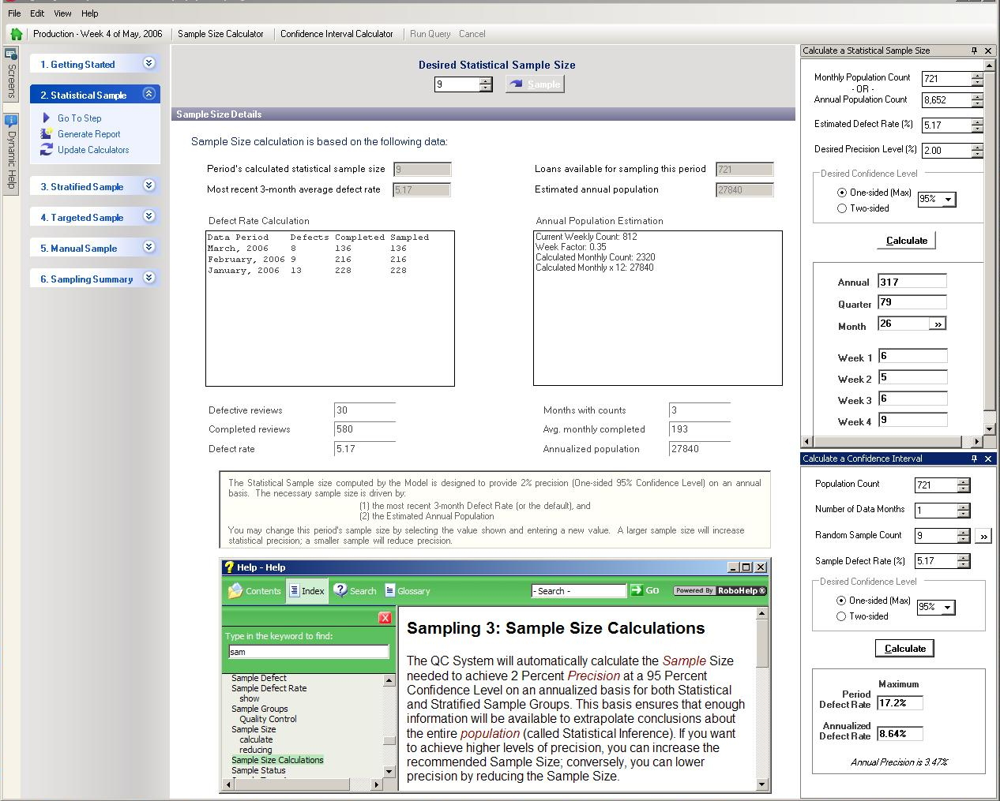 File Edit View Help
Production - Week 4 of May, 2006 Sample Size Calculator Confidence Interval Calculator Run Query Cancel
Screens
Dynamic Help
1. Getting Started
2. Statistical Sample
Go To Step
Generate Report
Update Calculators
3. Stratified Sample
4. Targeted Sample
5. Manual Sample
6. Sampling Summary
Desired Statistical Sample Size
9 Sample
Sample Size Details
Sample Size calculation is based on the following data:
Period's calculated statistical sample size 9 Loans available for sampling this period 721
Most recent 3-month average defect rate 5.17 Estimated annual population 27840
Defect Rate Calculation
Data Period Defects Completed Sampled
March, 2006 8 136 136
February, 2006 9 216 216
January, 2006 13 228 228
Annual Population Estimation
Current Weekly Count: 812
Week Factor: 0.35
Calculated Monthly Count: 2320
Calculated Monthly x 12: 27840
Defective reviews 30 Months with counts 3
Completed reviews 580 Avg. monthly completed 193
Defect rate 5.17 Annualized population 27840
The Statistical Sample size computed by the Model is designed to provide 2% precision (One-sided 95% Confidence Level) on an annual
basis. The necessary sample size is driven by:
(1) the most recent 3-month Defect Rate (or the default), and
(2) the Estimated Annual Population
You may change this period's sample size by selecting the value shown and entering a new value. A larger sample size will increase
statistical precision; a smaller sample will reduce precision.
Help - Help
Contents Index Search Glossary - Search - GO Powered By RoboHelp®
Type in the keyword to find:
sam
Sample Defect
Sample Defect Rate
show
Sample Groups
Quality Control
Sample Size
calculate
reducing
Sample Size Calculations
Sample Status
Sampling 3: Sample Size Calculations
The QC System will automatically calculate the Sample Size
needed to achieve 2 Percent Precision at a 95 Percent
Confidence Level on an annualized basis for both Statistical
and Stratified Sample Groups. This basis ensures that enough
information will be available to extrapolate conclusions about
the entire population (called Statistical Inference). If you want
to achieve higher levels of precision, you can increase the
recommended Sample Size; conversely, you can lower
precision by reducing the Sample Size.
Calculate a Statistical Sample Size
Monthly Population Count 721
- OR -
Annual Population Count 8,652
Estimated Defect Rate (%) 5.17
Desired Precision Level (%) 2.00
Desired Confidence Level
One-sided (Max) 95%
Two-sided
Calculate
Annual 317
Quarter 79
Month 26 »
Week 1 6
Week 2 5
Week 3 6
Week 4 9
Calculate a Confidence Interval
Population Count 721
Number of Data Months 1
Random Sample Count 9 »
Sample Defect Rate (%) 5.17
Desired Confidence Level
One-sided (Max) 95%
Two-sided
Calculate
Maximum
Period
Defect Rate 17.2%
Annualized
Defect Rate 8.64%
Annual Precision is 3.47%